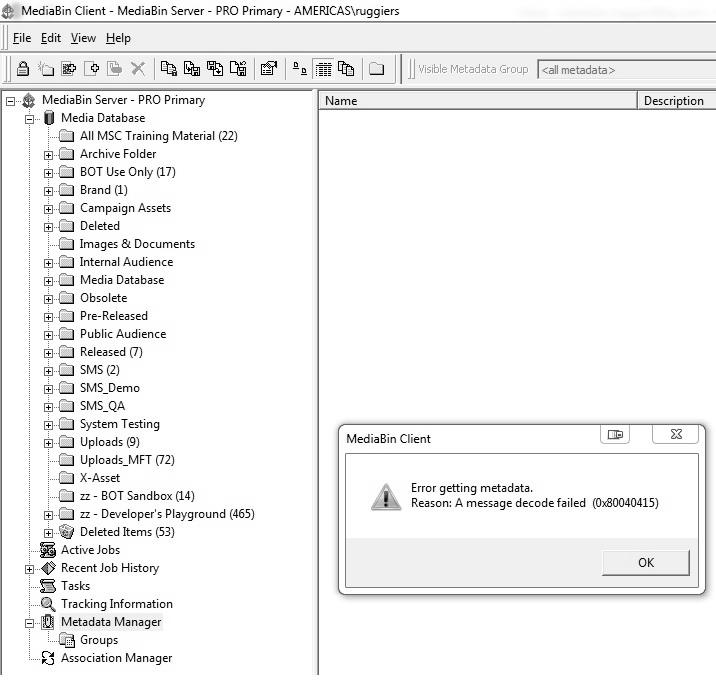 MediaBin Client - MediaBin Server - PRO Primary - AMERICAS\ruggiers
File Edit View Help
Visible Metadata Group <all metadata>
MediaBin Server - PRO Primary
Media Database
All MSC Training Material (22)
Archive Folder
BOT Use Only (17)
Brand (1)
Campaign Assets
Deleted
Images & Documents
Internal Audience
Media Database
Obsolete
Pre-Released
Public Audience
Released (7)
SMS (2)
SMS_Demo
SMS_QA
System Testing
Uploads (9)
Uploads_MFT (72)
X-Asset
zz - BOT Sandbox (14)
zz - Developer's Playground (465)
Deleted Items (53)
Active Jobs
Recent Job History
Tasks
Tracking Information
Metadata Manager
Groups
Association Manager
Name Description
MediaBin Client
Error getting metadata.
Reason: A message decode failed (0x80040415)
OK